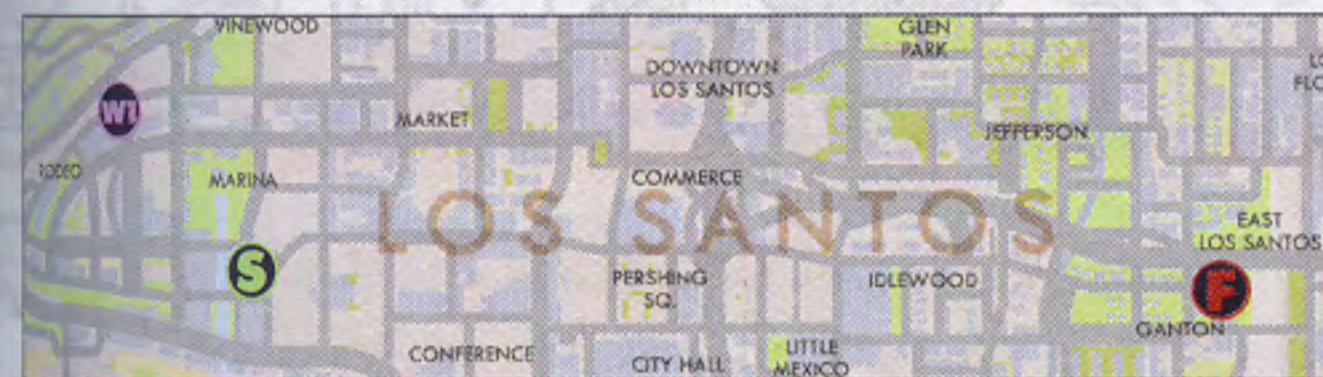 VINEWOOD
GLEN
PARK
DOWNTOWN
LOS SANTOS
W1
MARKET
JEFFERSON
RODEO
MARINA
COMMERCE
LOS SANTOS
EAST
LOS SANTOS
S
PERSHING
SQ.
IDLEWOOD
F
GANTON
CONFERENCE
CITY HALL
LITTLE
MEXICO